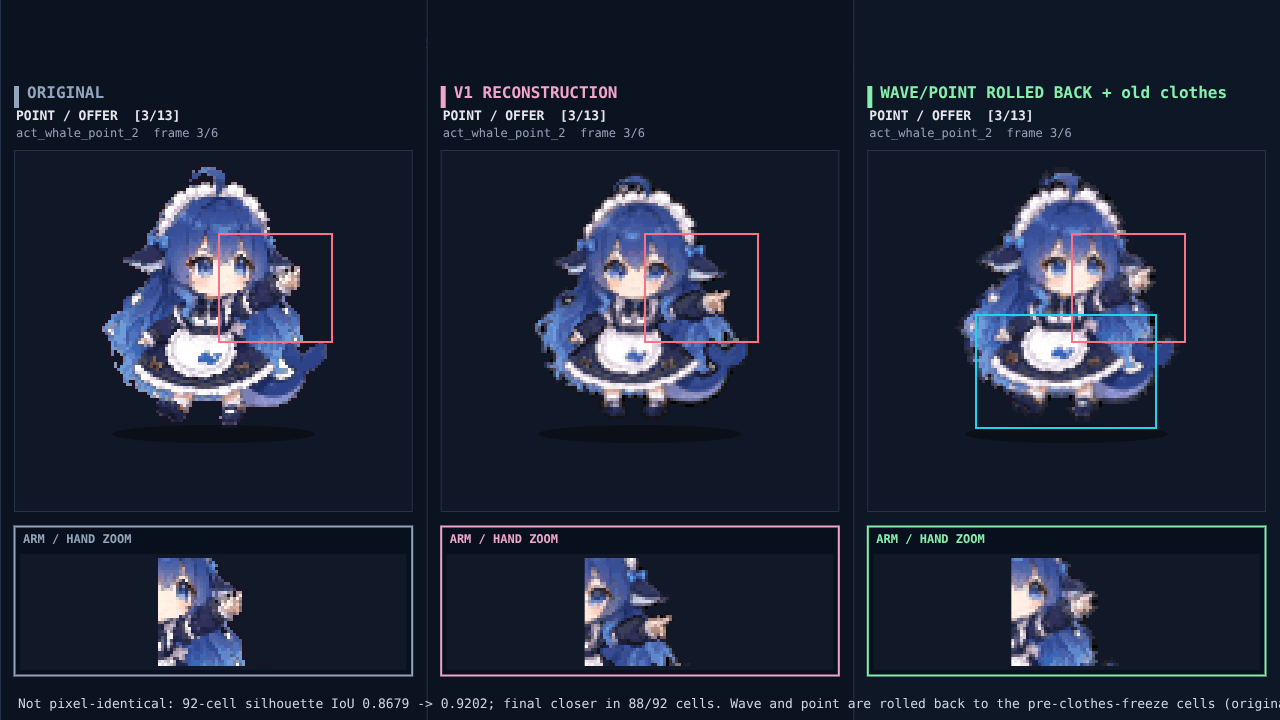 ORIGINAL
POINT / OFFER [3/13]
act_whale_point_2 frame 3/6
ARM / HAND ZOOM
V1 RECONSTRUCTION
POINT / OFFER [3/13]
act_whale_point_2 frame 3/6
ARM / HAND ZOOM
WAVE/POINT ROLLED BACK + old clothes
POINT / OFFER [3/13]
act_whale_point_2 frame 3/6
ARM / HAND ZOOM
Not pixel-identical: 92-cell silhouette IoU 0.8679 -> 0.9202; final closer in 88/92 cells. Wave and point are rolled back to the pre-clothes-freeze cells